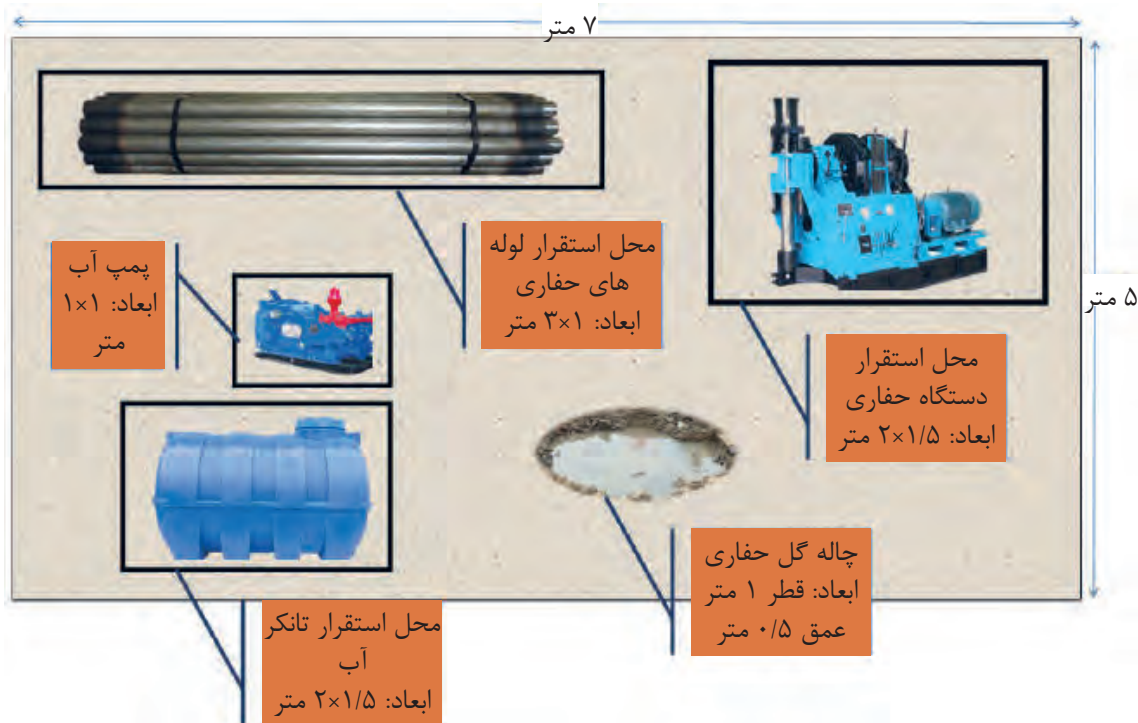 ۷ متر
۵ متر
محل استقرار لوله
های حفاری
ابعاد: ۱×۳ متر
پمپ آب
ابعاد: ۱×۱
متر
محل استقرار
دستگاه حفاری
ابعاد: ۱/۵×۲ متر
چاله گل حفاری
ابعاد: قطر ۱ متر
عمق ۰/۵ متر
محل استقرار تانکر
آب
ابعاد: ۱/۵×۲ متر